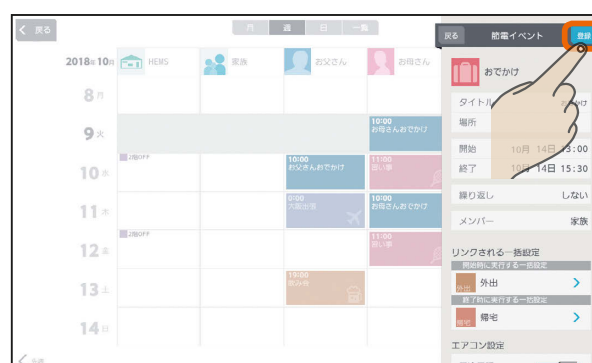 戻る
月 週 日 一覧
戻る 節電イベント 登録
2018年10月 HEMS 家族 お父さん お母さん
おでかけ
8月
タイトル
場所
9火
10:00
お母さんおでかけ
開始 10月 14日 13:00
終了 10月 14日 15:30
10水
2階OFF
10:00
お父さんおでかけ
11:00
習い事
繰り返し しない
11木
0:00
大阪出張
10:00
お母さんおでかけ
メンバー 家族
12金
2階OFF
11:00
習い事
リンクされる一括設定
開始時に実行する一括設定
外出 外出
13土
19:00
飲み会
終了時に実行する一括設定
帰宅 帰宅
14日
エアコン設定